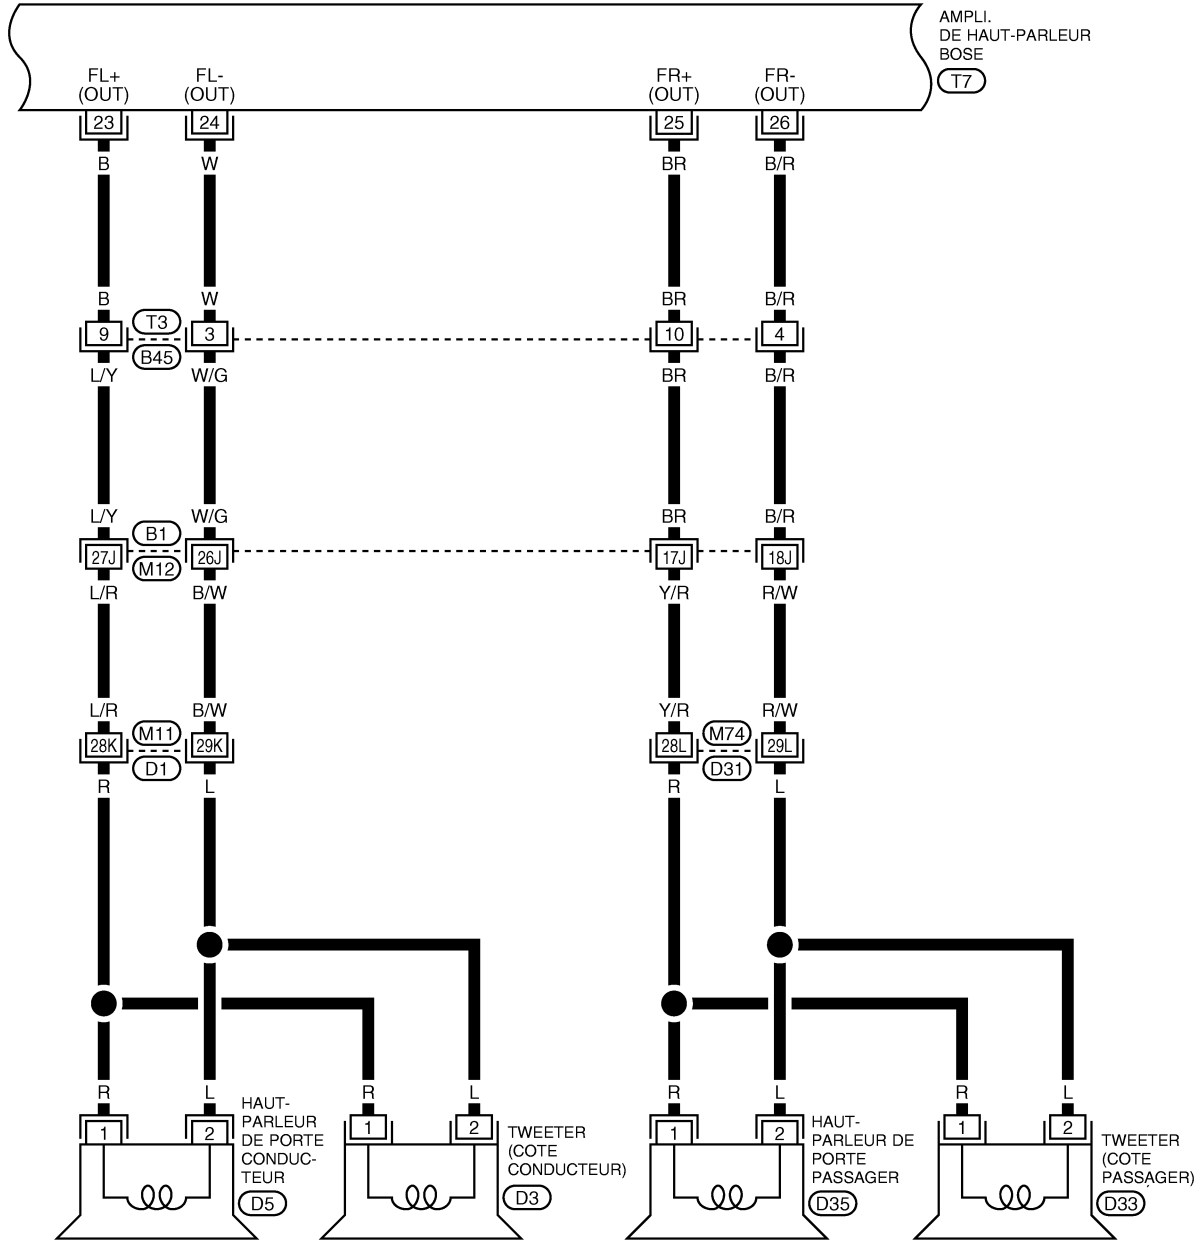 AMPLI.
DE HAUT-PARLEUR
BOSE
T7
FL+ FL- FR+ FR-
(OUT) (OUT) (OUT) (OUT)
23 24 25 26
B W BR B/R
B W BR B/R
T3
9 3 10 4
B45
L/Y W/G BR B/R
L/Y W/G BR B/R
B1
27J 26J 17J 18J
M12
L/R B/W Y/R R/W
L/R B/W Y/R R/W
M11 M74
28K 29K 28L 29L
D1 D31
R L R L
R L R L R L R L
1 2 1 2 1 2 1 2
HAUT-
PARLEUR
DE PORTE
CONDUC-
TEUR
D5
TWEETER
(COTE
CONDUCTEUR)
D3
HAUT-
PARLEUR DE
PORTE
PASSAGER
D35
TWEETER
(COTE
PASSAGER)
D33